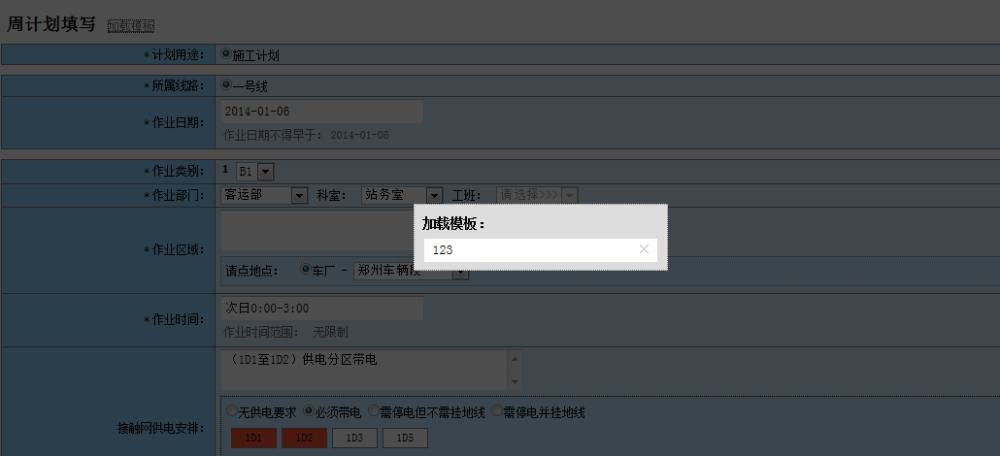 周计划填写 加载模板
*计划用途： 施工计划
*所属线路： 一号线
*作业日期： 2014-01-06
作业日期不得早于： 2014-01-06
*作业类别： 1 B1
*作业部门： 客运部 科室： 站务室 工班： 请选择>>>
加载模板：
123
*作业区域：
请点地点： 车厂 - 郑州车辆段
*作业时间： 次日0:00-3:00
作业时间范围： 无限制
（1D1至1D2）供电分区带电
接触网供电安排： 无供电要求 必须带电 需停电但不需挂地线 需停电并挂地线
1D1 1D2 1D3 1D5